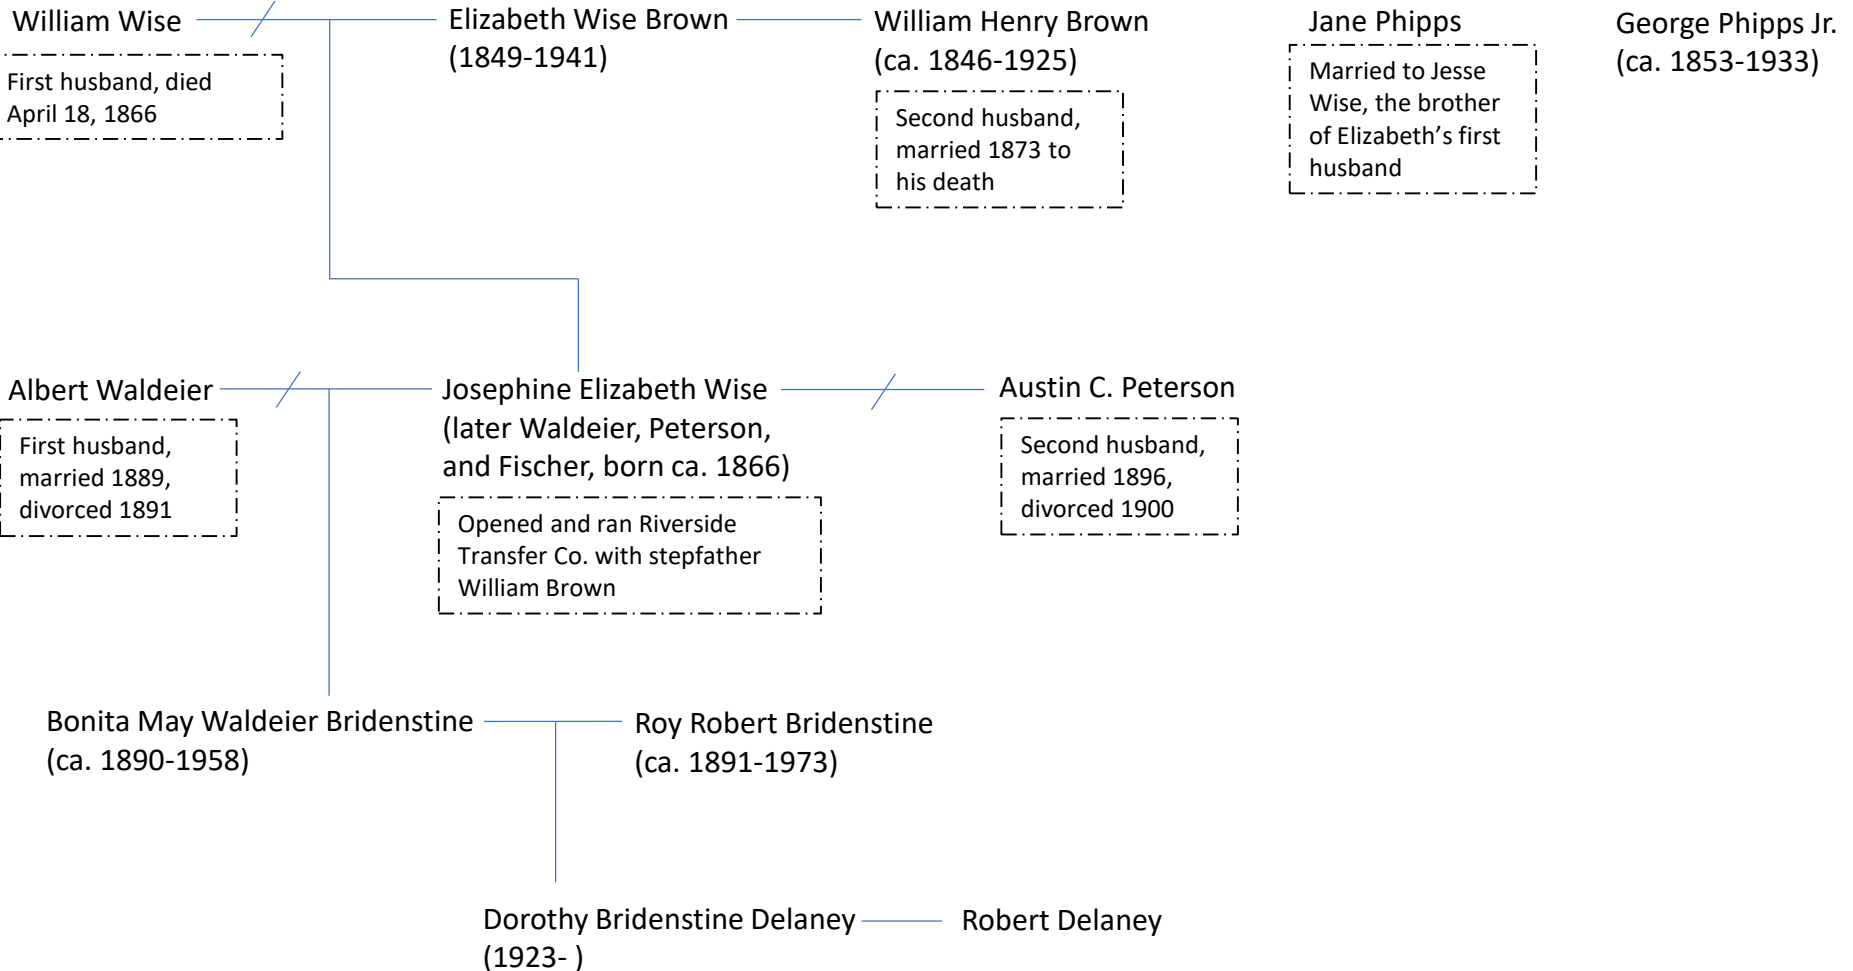 William Wise
First husband, died
April 18, 1866
Elizabeth Wise Brown
(1849-1941)
William Henry Brown
(ca. 1846-1925)
Second husband,
married 1873 to
his death
Jane Phipps
Married to Jesse
Wise, the brother
of Elizabeth’s first
husband
George Phipps Jr.
(ca. 1853-1933)
Albert Waldeier
First husband,
married 1889,
divorced 1891
Josephine Elizabeth Wise
(later Waldeier, Peterson,
and Fischer, born ca. 1866)
Opened and ran Riverside
Transfer Co. with stepfather
William Brown
Austin C. Peterson
Second husband,
married 1896,
divorced 1900
Bonita May Waldeier Bridenstine
(ca. 1890-1958)
Roy Robert Bridenstine
(ca. 1891-1973)
Dorothy Bridenstine Delaney
(1923- )
Robert Delaney